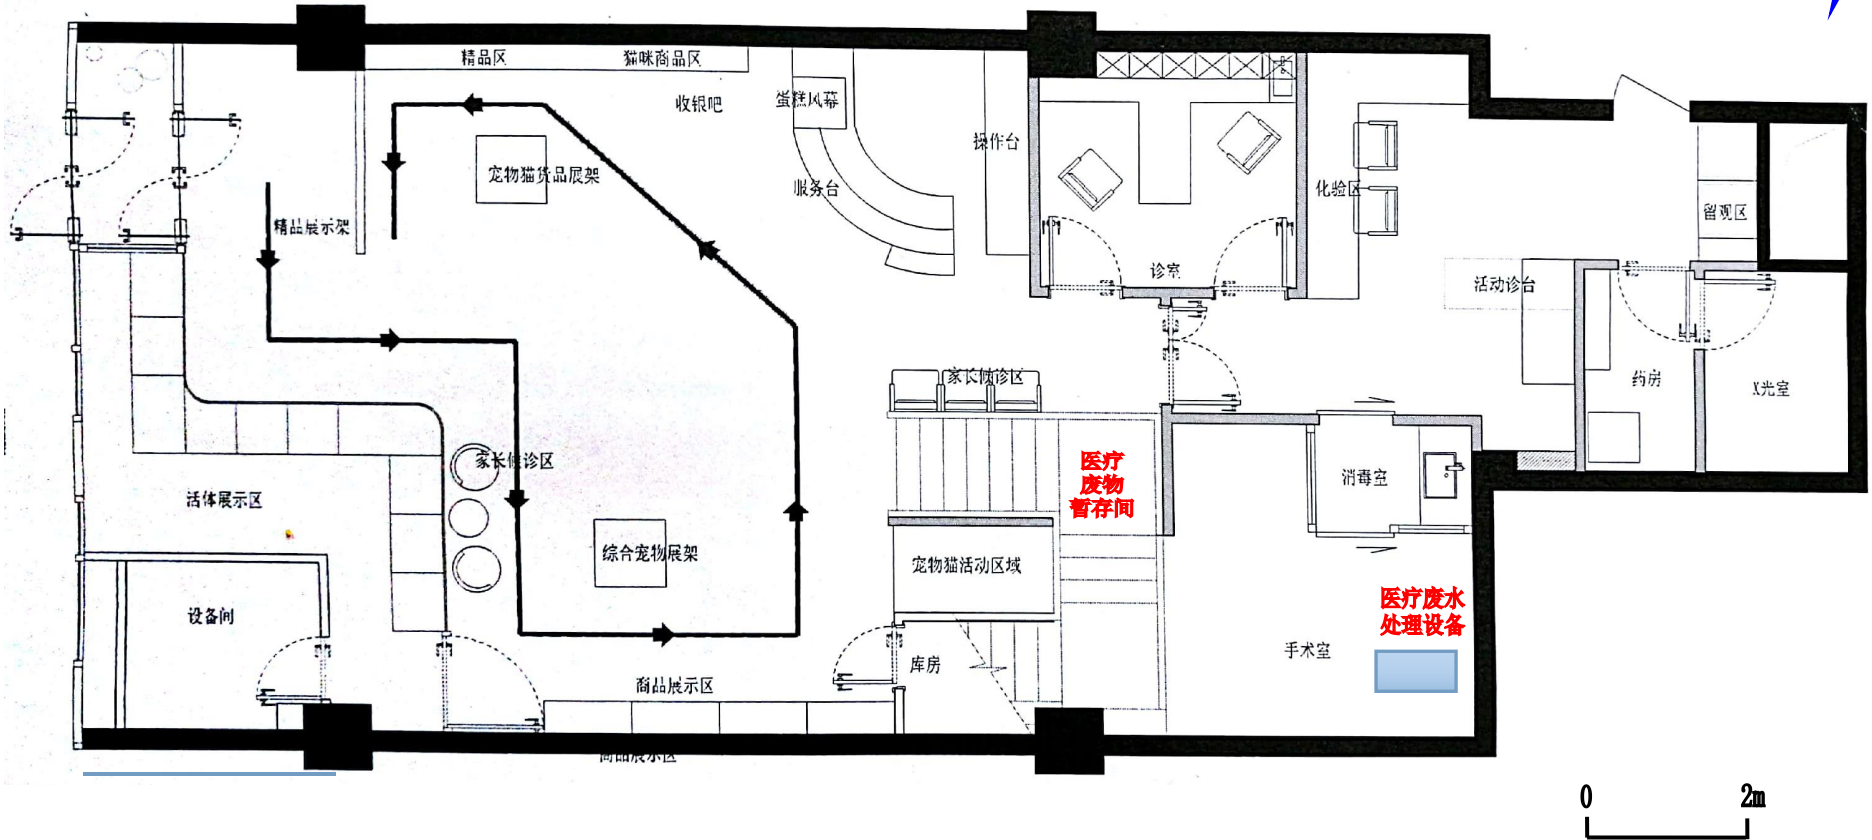 精品区
猫咪商品区
收银吧
蛋糕风幕
操作台
宠物猫货品展架
服务台
化验区
精品展示架
留观区
诊室
活动诊台
家长候诊区
药房
X光室
家长候诊区
医疗
废物
暂存间
消毒室
活体展示区
综合宠物展架
宠物猫活动区域
设备间
医疗废水
处理设备
手术室
库房
商品展示区
商品展示区
0
2m